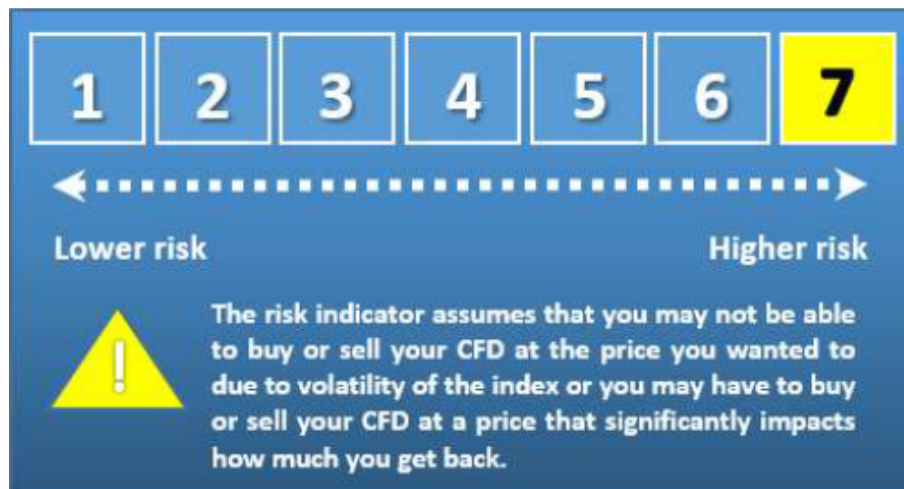 1 2 3 4 5 6 7
Lower risk Higher risk
!
The risk indicator assumes that you may not be able
to buy or sell your CFD at the price you wanted to
due to volatility of the index or you may have to buy
or sell your CFD at a price that significantly impacts
how much you get back.